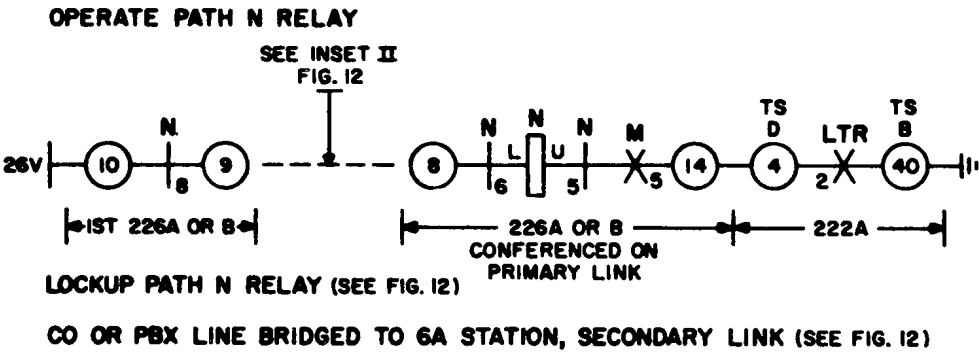 OPERATE PATH N RELAY
SEE INSET II
FIG. 12
26V 10 N 8 9 8 N 6 L N U N 5 M 5 14 TS D 4 LTR 2 TS B 40
1ST 226A OR B
226A OR B
CONFERENCED ON
PRIMARY LINK
222A
LOCKUP PATH N RELAY (SEE FIG. 12)
CO OR PBX LINE BRIDGED TO 6A STATION, SECONDARY LINK (SEE FIG. 12)